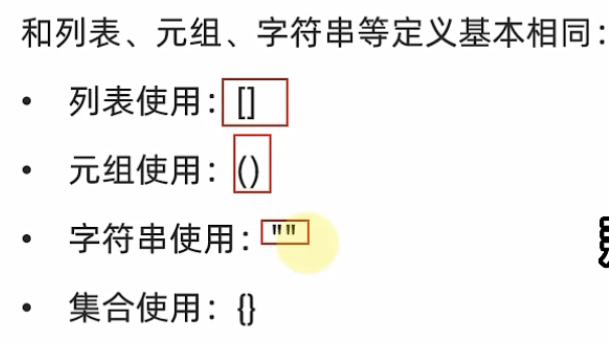 和列表、元组、字符串等定义基本相同：
• 列表使用：[]
• 元组使用：()
• 字符串使用：""
• 集合使用：{}